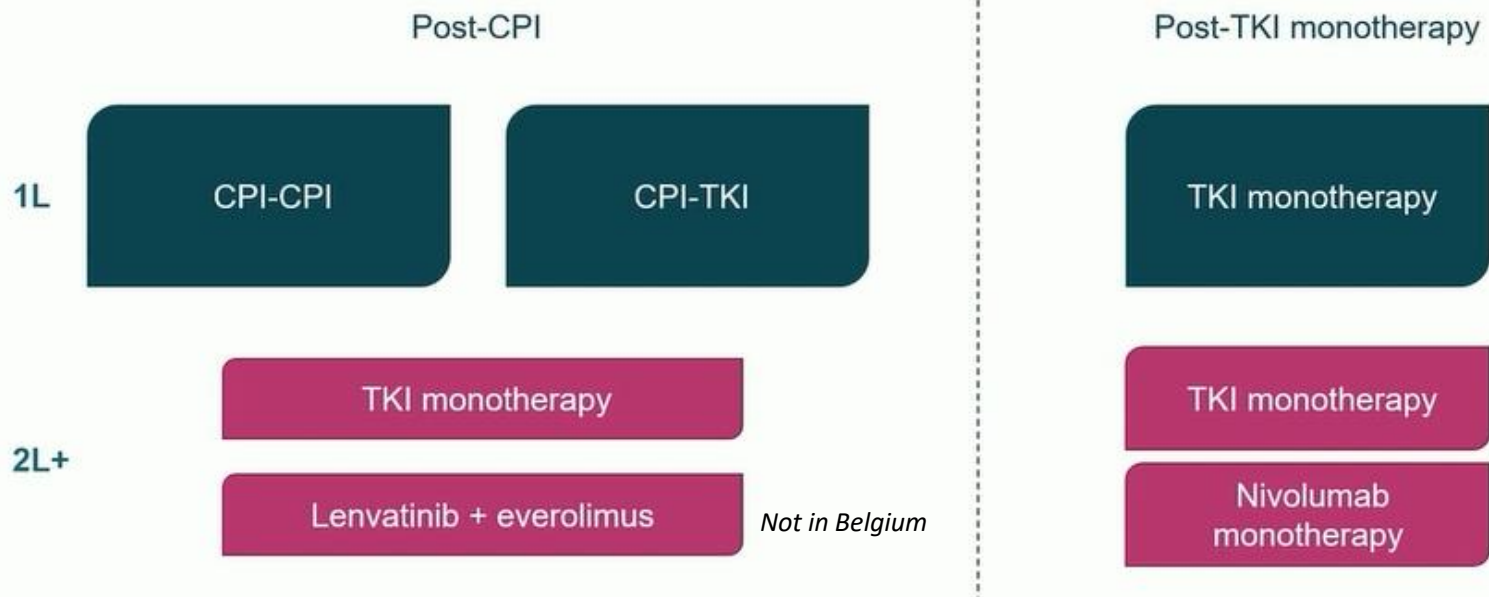 Post-CPI
Post-TKI monotherapy
1L
CPI-CPI
CPI-TKI
TKI monotherapy
2L+
TKI monotherapy
TKI monotherapy
Lenvatinib + everolimus
Not in Belgium
Nivolumab
monotherapy